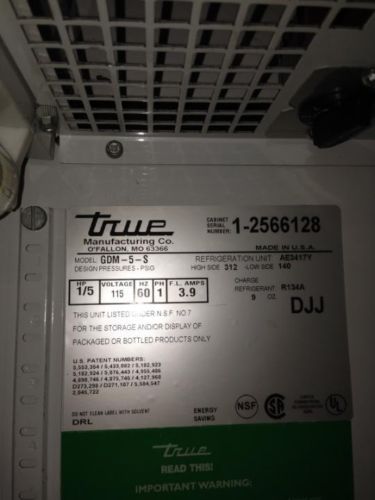 true
Manufacturing Co.
O'FALLON, MO 63366
CABINET SERIAL NUMBER: 1-2566128
MADE IN U.S.A.
MODEL GDM-5-S
REFRIGERATION UNIT: AE3417Y
DESIGN PRESSURES - PSIG
HIGH SIDE 312 -LOW SIDE 140
HP VOLTAGE HZ PH F.L. AMPS
1/5 115 60 1 3.9
CHARGE
REFRIGERANT R134A
9 OZ.
DJJ
THIS UNIT LISTED UNDER N.S.F NO.7
FOR THE STORAGE AND/OR DISPLAY OF
PACKAGED OR BOTTLED PRODUCTS ONLY
U.S. PATENT NUMBERS:
DO NOT CLEAN LABEL WITH SOLVENT
DRL
ENERGY
SAVING
NSF
SA
UL
true
READ THIS!
IMPORTANT WARNING: